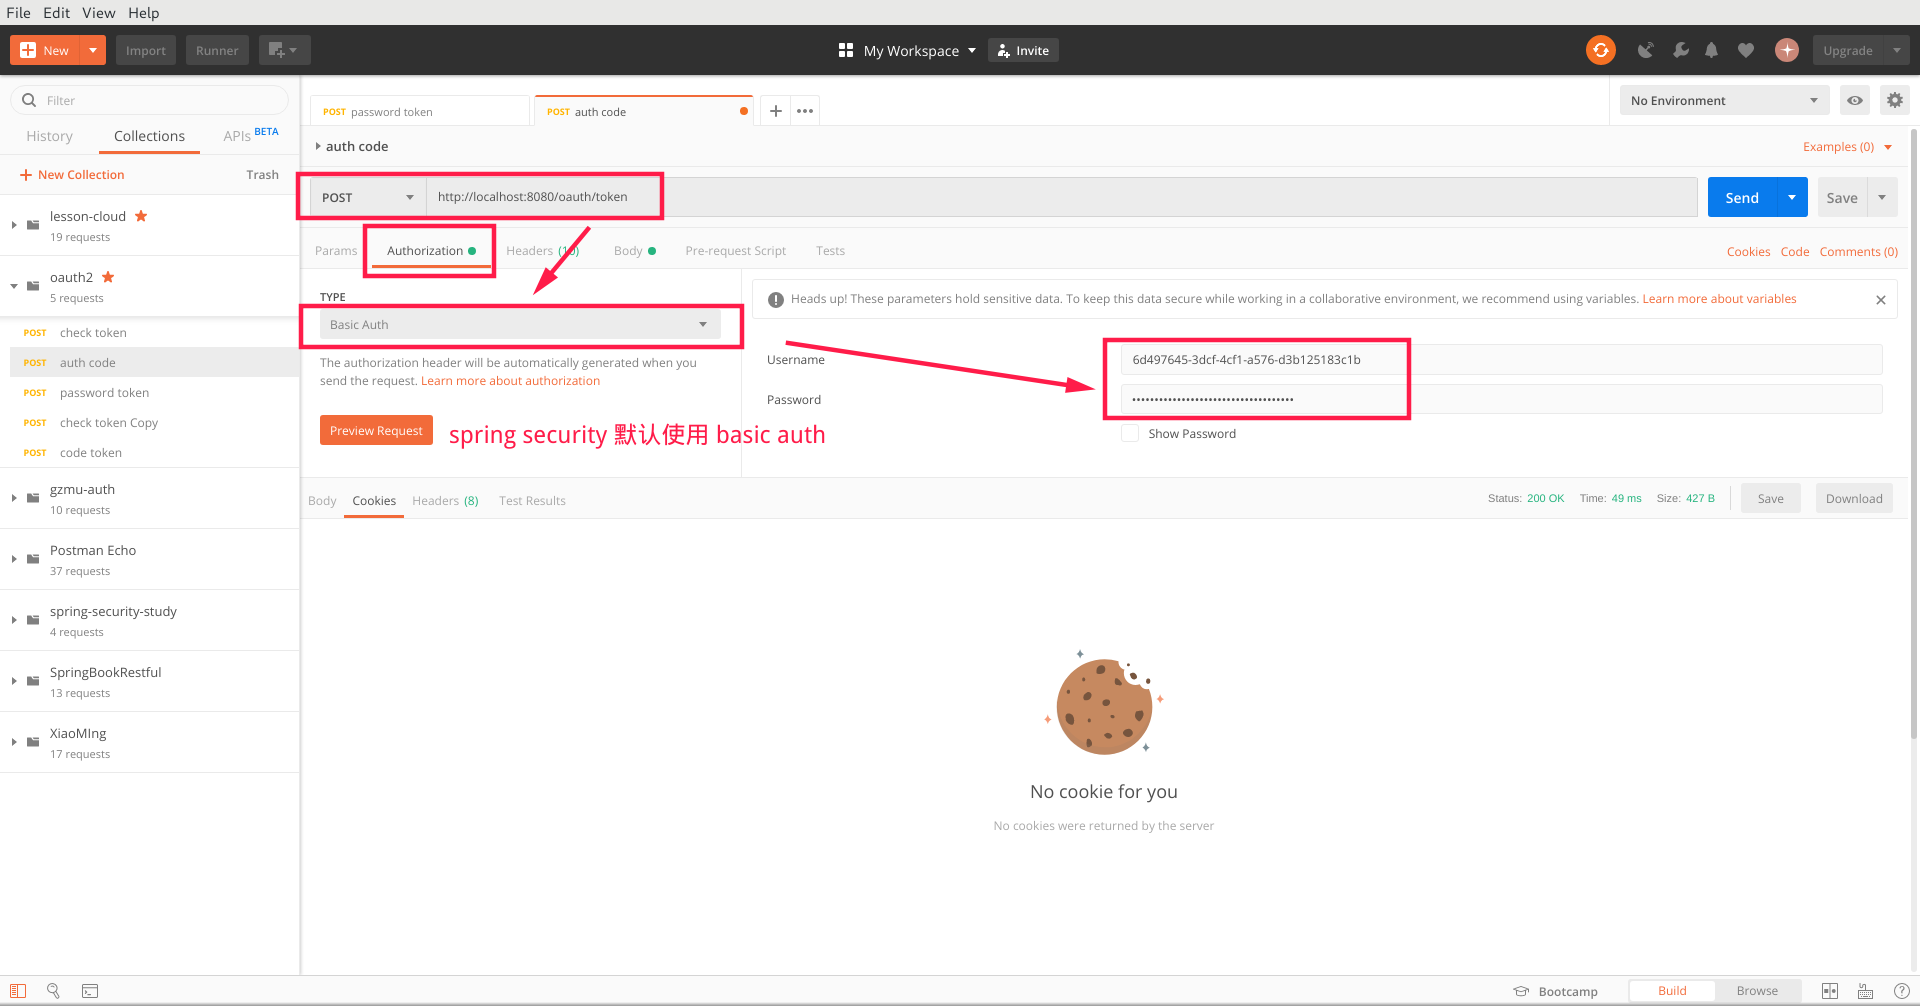 File Edit View Help
New Import Runner My Workspace Invite Upgrade
Filter
History Collections APIs BETA
New Collection Trash
lesson-cloud
19 requests
oauth2
5 requests
POST check token
POST auth code
POST password token
POST check token Copy
POST code token
gzmu-auth
10 requests
Postman Echo
37 requests
spring-security-study
4 requests
SpringBookRestful
13 requests
XiaoMIng
17 requests
POST password token POST auth code
No Environment
auth code Examples (0)
POST http://localhost:8080/oauth/token Send Save
Params Authorization Headers (10) Body Pre-request Script Tests Cookies Code Comments (0)
TYPE
Basic Auth
The authorization header will be automatically generated when you
send the request. Learn more about authorization
Preview Request
spring security 默认使用 basic auth
Heads up! These parameters hold sensitive data. To keep this data secure while working in a collaborative environment, we recommend using variables. Learn more about variables
Username 6d497645-3dcf-4cf1-a576-d3b125183c1b
Password
Show Password
Body Cookies Headers (8) Test Results Status: 200 OK Time: 49 ms Size: 427 B Save Download
No cookie for you
No cookies were returned by the server
Bootcamp Build Browse